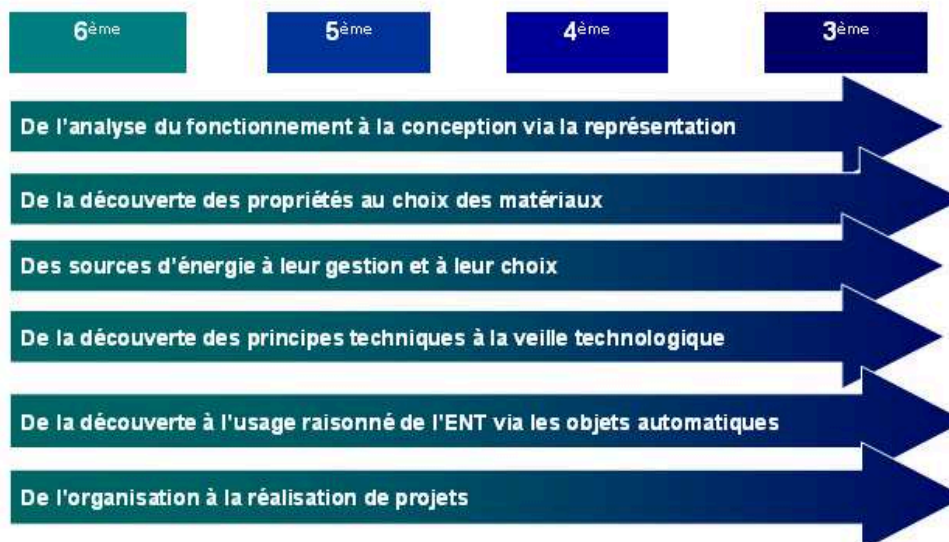 6ème 5ème 4ème 3ème
De l'analyse du fonctionnement à la conception via la représentation
De la découverte des propriétés au choix des matériaux
Des sources d'énergie à leur gestion et à leur choix
De la découverte des principes techniques à la veille technologique
De la découverte à l'usage raisonné de l'ENT via les objets automatiques
De l'organisation à la réalisation de projets